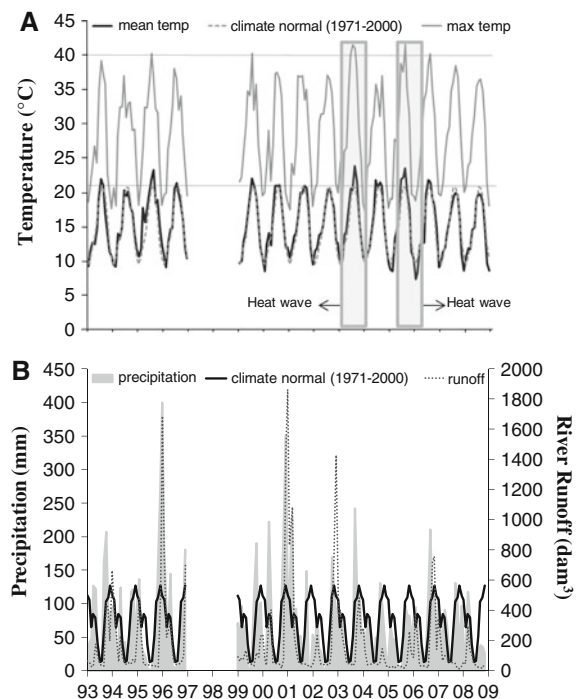 A
mean temp
climate normal (1971-2000)
max temp
Temperature (°C)
45
40
35
30
25
20
15
10
5
0
Heat wave
Heat wave
B
precipitation
climate normal (1971-2000)
runoff
Precipitation (mm)
450
400
350
300
250
200
150
100
50
0
2000
1800
1600
1400
1200
1000
800
600
400
200
0
River Runoff (dam³)
93 94 95 96 97 98 99 00 01 02 03 04 05 06 07 08 09